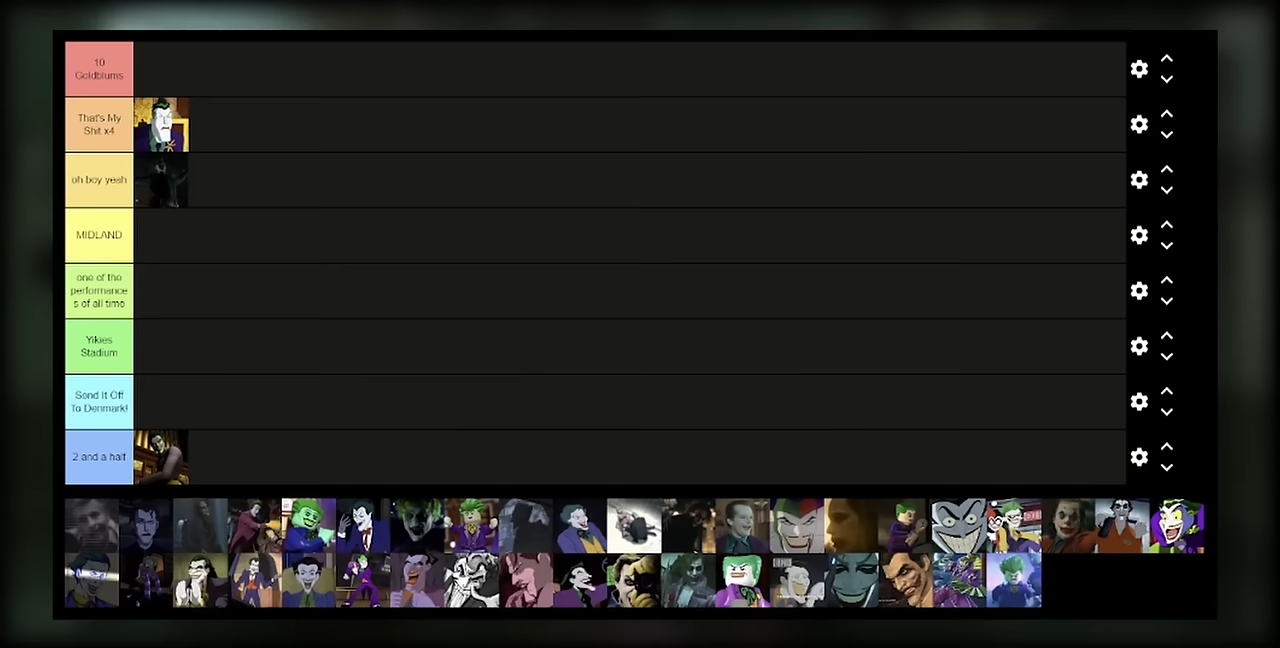 10
Goldblums
That's My
Shit x4
oh boy yeah
MIDLAND
one of the
performance
s of all time
Yikies
Stadium
Send It Off
To Denmark!
2 and a half